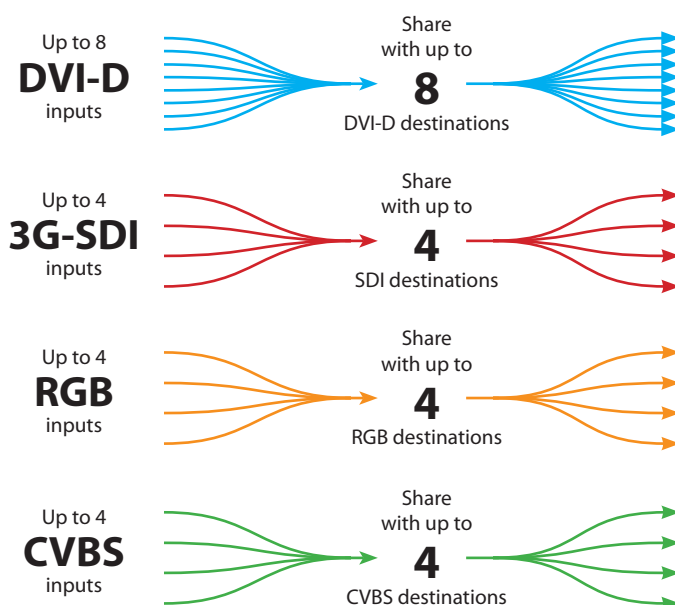 Up to 8
DVI-D
inputs
Share
with up to
8
DVI-D destinations
Up to 4
3G-SDI
inputs
Share
with up to
4
SDI destinations
Up to 4
RGB
inputs
Share
with up to
4
RGB destinations
Up to 4
CVBS
inputs
Share
with up to
4
CVBS destinations